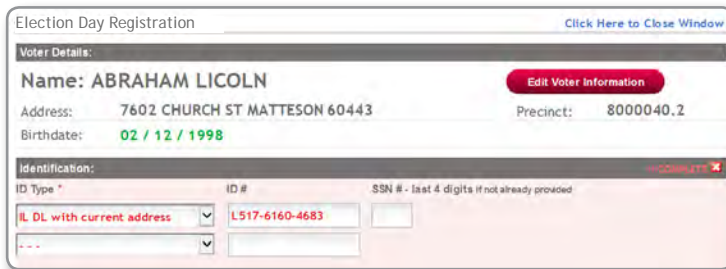 Election Day Registration Click Here to Close Window
Voter Details:
Name: ABRAHAM LICOLN Edit Voter Information
Address: 7602 CHURCH ST MATTESON 60443 Precinct: 8000040.2
Birthdate: 02 / 12 / 1998
Identification:
ID Type * ID # SSN # - last 4 digits if not already provided
IL DL with current address L517-6160-4683
- - -